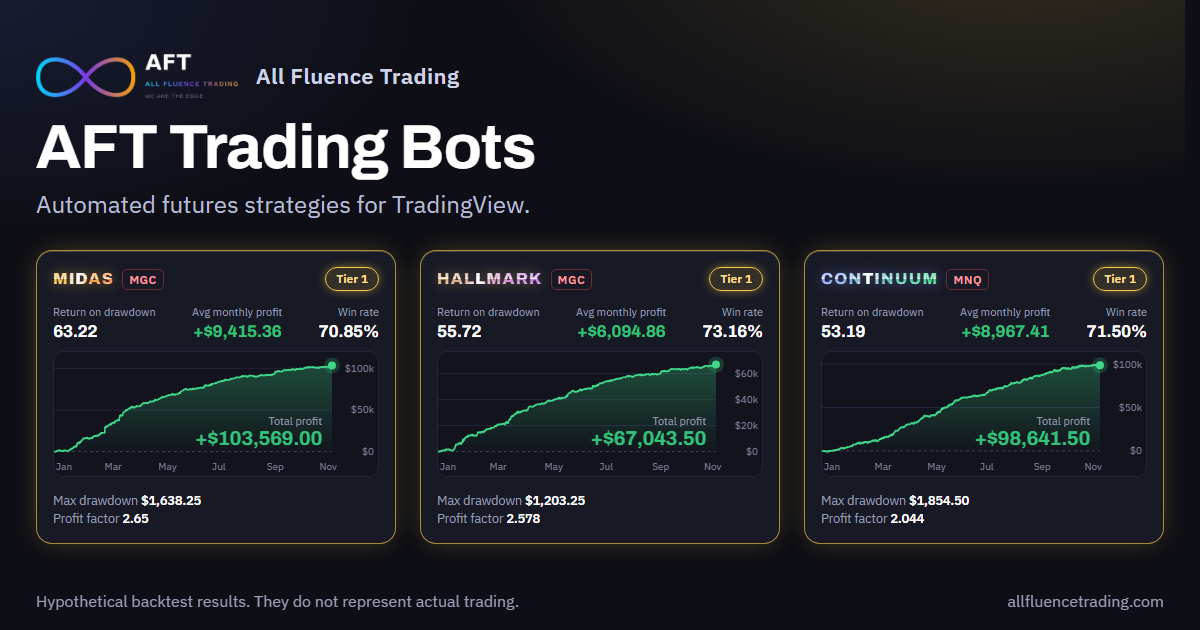 AFT
ALL FLUENCE TRADING
WE ARE THE EDGE
All Fluence Trading
AFT Trading Bots
Automated futures strategies for TradingView.
MIDAS MGC Tier 1
Return on drawdown Avg monthly profit Win rate
63.22 +$9,415.36 70.85%
$100k
$50k
$0
Total profit
+$103,569.00
Jan Mar May Jul Sep Nov
Max drawdown $1,638.25
Profit factor 2.65
HALLMARK MGC Tier 1
Return on drawdown Avg monthly profit Win rate
55.72 +$6,094.86 73.16%
$60k
$40k
$20k
$0
Total profit
+$67,043.50
Jan Mar May Jul Sep Nov
Max drawdown $1,203.25
Profit factor 2.578
CONTINUUM MNQ Tier 1
Return on drawdown Avg monthly profit Win rate
53.19 +$8,967.41 71.50%
$100k
$50k
$0
Total profit
+$98,641.50
Jan Mar May Jul Sep Nov
Max drawdown $1,854.50
Profit factor 2.044
Hypothetical backtest results. They do not represent actual trading.
allfluencetrading.com